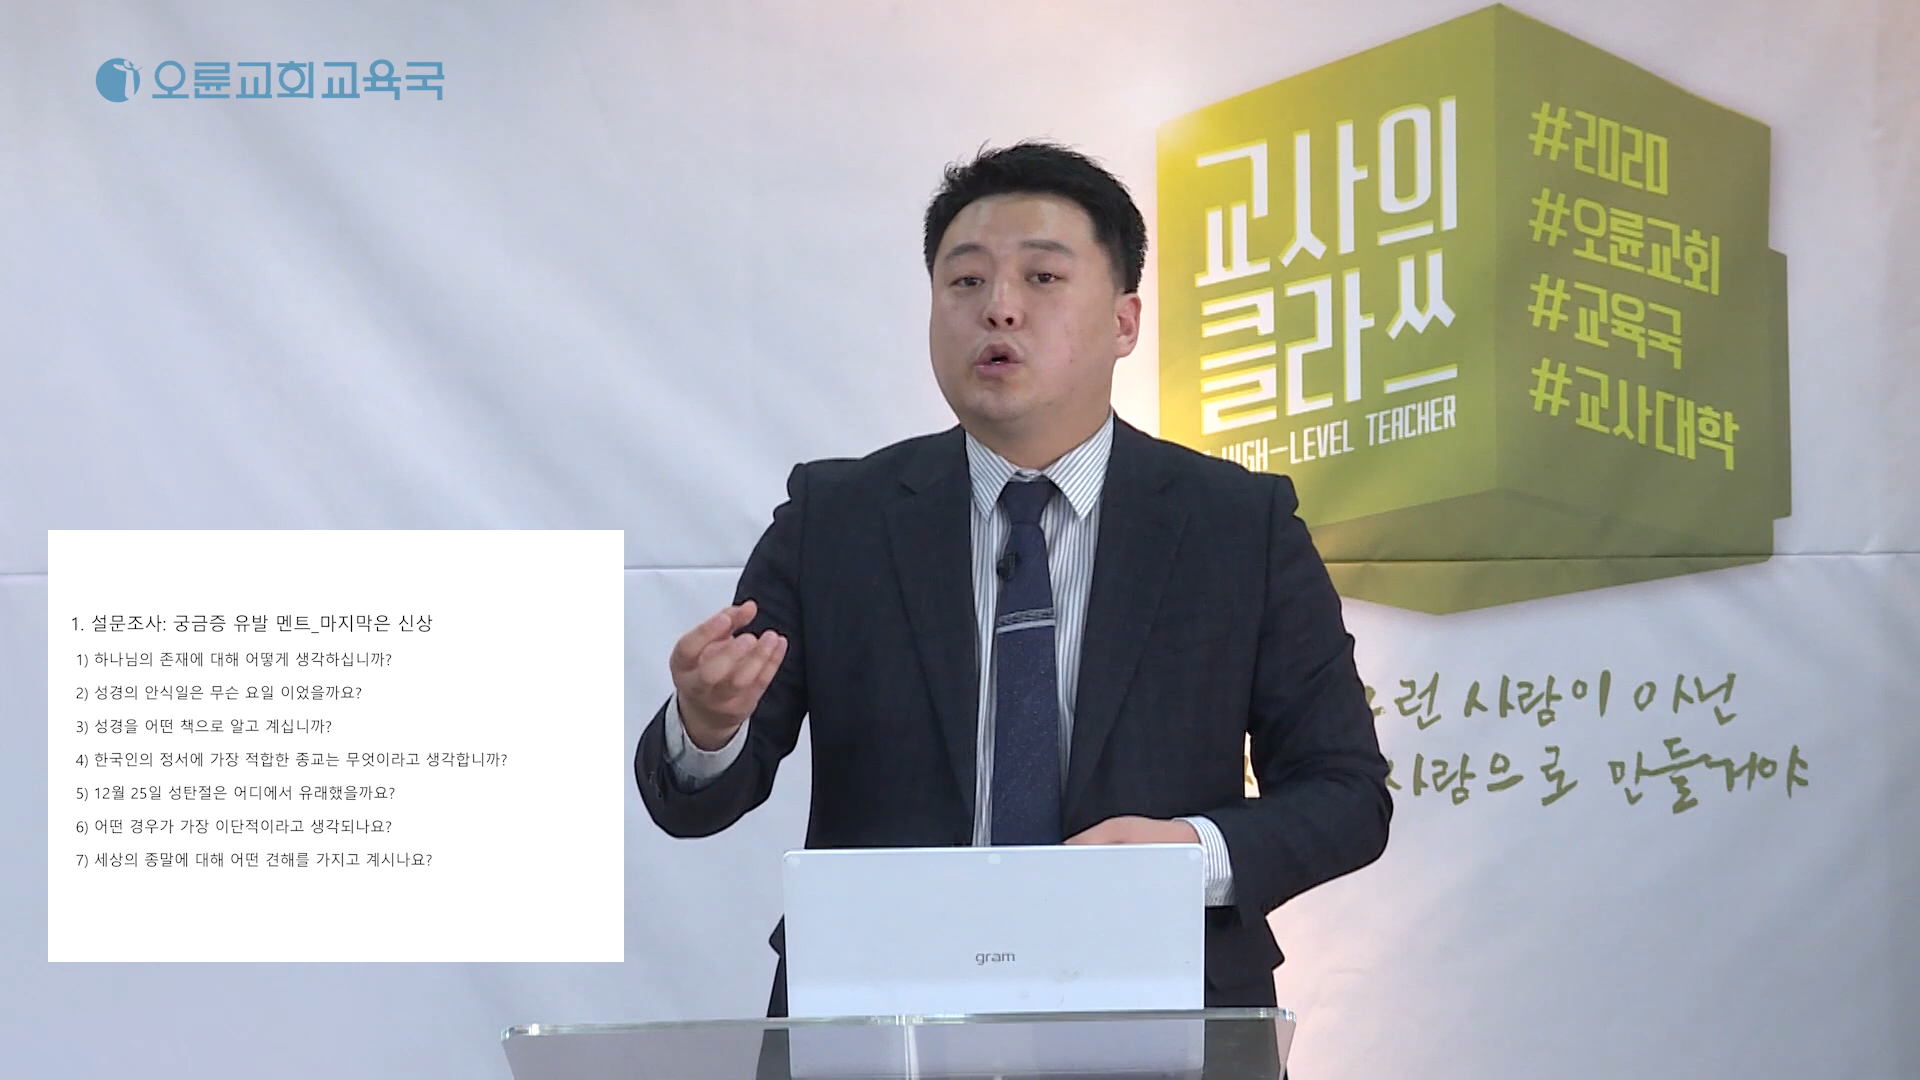 오륜교회교육국
교사의
클라쓰
HIGH-LEVEL TEACHER
#2020
#오륜교회
#교육국
#교사대학
1. 설문조사: 궁금증 유발 멘트_마지막은 신상
1) 하나님의 존재에 대해 어떻게 생각하십니까?
2) 성경의 안식일은 무슨 요일 이었을까요?
3) 성경을 어떤 책으로 알고 계십니까?
4) 한국인의 정서에 가장 적합한 종교는 무엇이라고 생각합니까?
5) 12월 25일 성탄절은 어디에서 유래했을까요?
6) 어떤 경우가 가장 이단적이라고 생각되나요?
7) 세상의 종말에 대해 어떤 견해를 가지고 계시나요?
사람이 아닌
사람으로 만들거야
gram